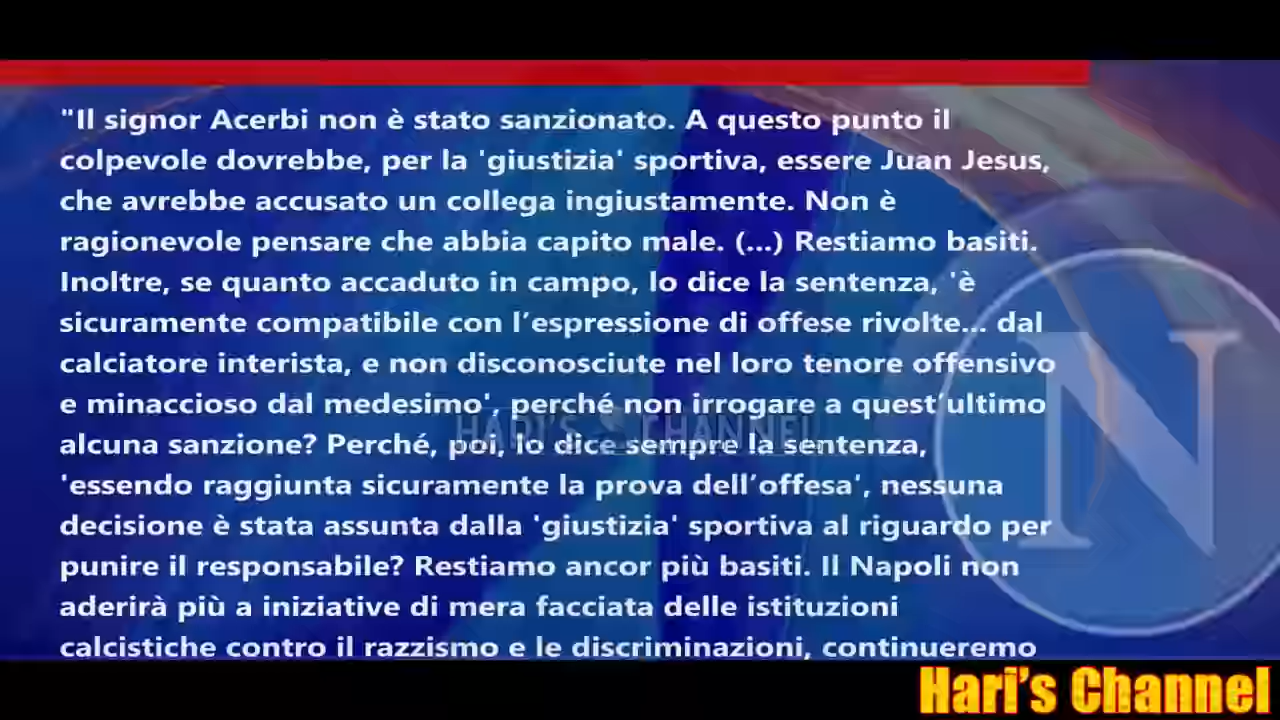 "Il signor Acerbi non è stato sanzionato. A questo punto il
colpevole dovrebbe, per la 'giustizia' sportiva, essere Juan Jesus,
che avrebbe accusato un collega ingiustamente. Non è
ragionevole pensare che abbia capito male. (...) Restiamo basiti.
Inoltre, se quanto accaduto in campo, lo dice la sentenza, 'è
sicuramente compatibile con l’espressione di offese rivolte... dal
calciatore interista, e non disconosciute nel loro tenore offensivo
e minaccioso dal medesimo', perché non irrogare a quest’ultimo
alcuna sanzione? Perché, poi, lo dice sempre la sentenza,
'essendo raggiunta sicuramente la prova dell’offesa', nessuna
decisione è stata assunta dalla 'giustizia' sportiva al riguardo per
punire il responsabile? Restiamo ancor più basiti. Il Napoli non
aderirà più a iniziative di mera facciata delle istituzioni
calcistiche contro il razzismo e le discriminazioni, continueremo
HARI'S CHANNEL
N
Hari’s Channel